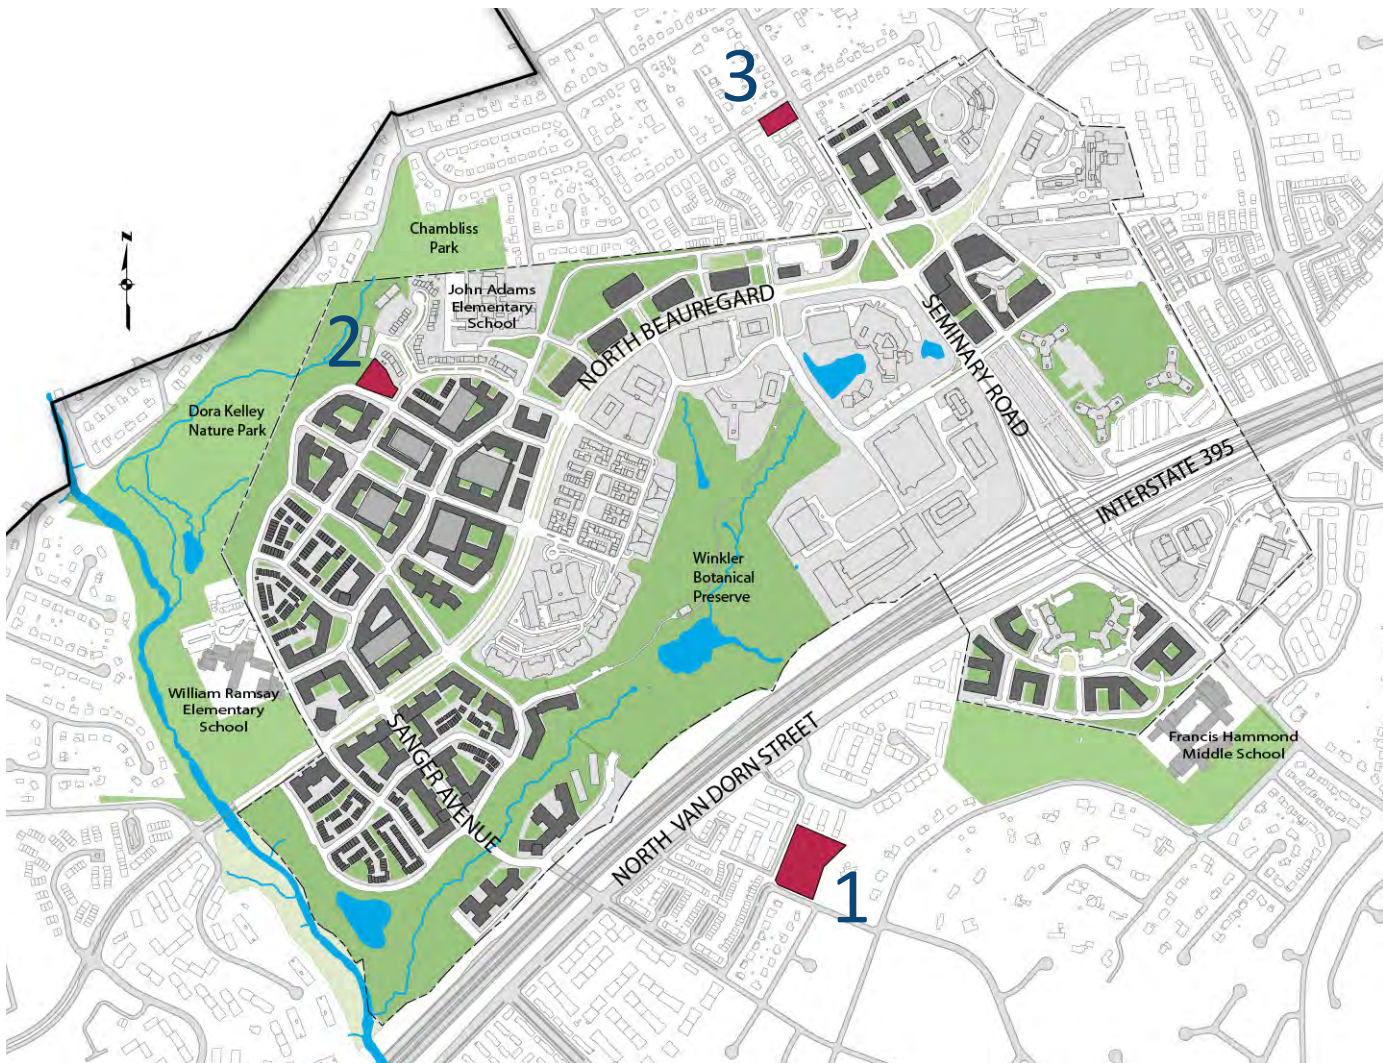 3
Chambliss
Park
Z
John Adams
Elementary
School
2
NORTH BEAUREGARD
SEMINARY ROAD
Dora Kelley
Nature Park
INTERSTATE 395
Winkler
Botanical
Preserve
William Ramsay
Elementary
School
SANGER AVENUE
NORTH VAN DORN STREET
Francis Hammond
Middle School
1